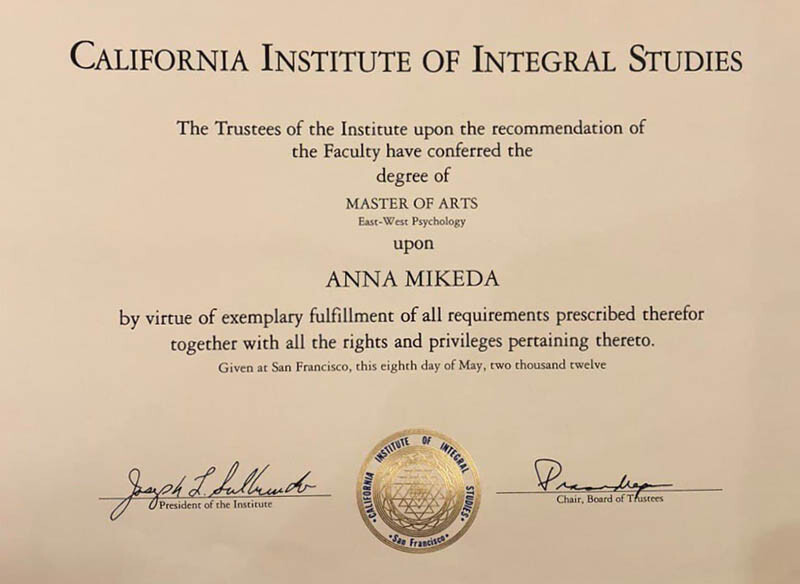 CALIFORNIA INSTITUTE OF INTEGRAL STUDIES
The Trustees of the Institute upon the recommendation of
the Faculty have conferred the
degree of
MASTER OF ARTS
East-West Psychology
upon
ANNA MIKEDA
by virtue of exemplary fulfillment of all requirements prescribed therefor
together with all the rights and privileges pertaining thereto.
Given at San Francisco, this eighth day of May, two thousand twelve
Joseph L. Subbiondo
President of the Institute
CALIFORNIA INSTITUTE OF INTEGRAL STUDIES
San Francisco
Chair, Board of Trustees